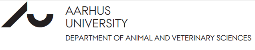 AARHUS
UNIVERSITY
DEPARTMENT OF ANIMAL AND VETERINARY SCIENCES